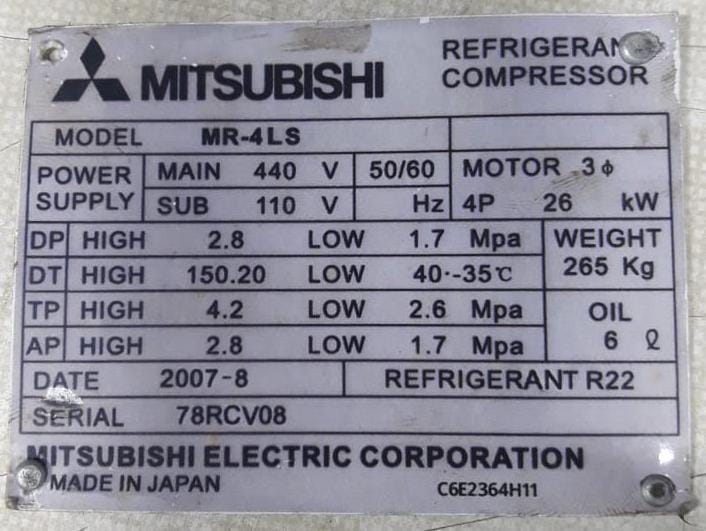 MITSUBISHI
REFRIGERANT
COMPRESSOR
MODEL MR-4LS
POWER SUPPLY MAIN 440 V 50/60 MOTOR 3ϕ
SUB 110 V Hz 4P 26 kW
DP HIGH 2.8 LOW 1.7 Mpa WEIGHT
DT HIGH 150.20 LOW 40·-35℃ 265 Kg
TP HIGH 4.2 LOW 2.6 Mpa OIL
AP HIGH 2.8 LOW 1.7 Mpa 6 ℓ
DATE 2007-8 REFRIGERANT R22
SERIAL 78RCV08
MITSUBISHI ELECTRIC CORPORATION
MADE IN JAPAN C6E2364H11